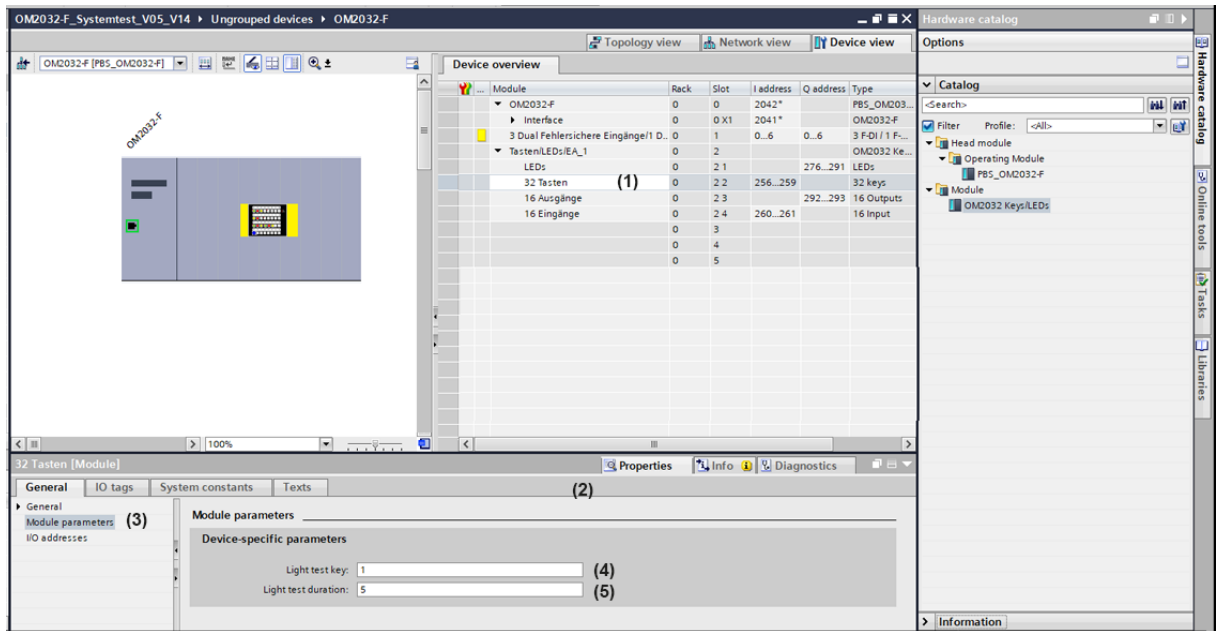 OM2032-F_Systemtest_V05_V14 ▸ Ungrouped devices ▸ OM2032-F
Topology view Network view Device view
OM2032-F [PBS_OM2032-F]
OM2032-F
100%
Device overview
... Module Rack Slot I address Q address Type
OM2032-F 0 0 2042* PBS_OM203...
Interface 0 0 X1 2041* OM2032-F
3 Dual Fehlersichere Eingänge/1 D... 0 1 0...6 0...6 3 F-DI / 1 F-...
Tasten/LEDs/EA_1 0 2 OM2032 Ke...
LEDs 0 2 1 276...291 LEDs
32 Tasten (1) 0 2 2 256...259 32 keys
16 Ausgänge 0 2 3 292...293 16 Outputs
16 Eingänge 0 2 4 260...261 16 Input
0 3
0 4
0 5
32 Tasten [Module]
Properties Info Diagnostics
General IO tags System constants Texts (2)
General
Module parameters (3)
I/O addresses
Module parameters
Device-specific parameters
Light test key: 1 (4)
Light test duration: 5 (5)
Hardware catalog
Options
Catalog
<Search>
Filter Profile: <All>
Head module
Operating Module
PBS_OM2032-F
Module
OM2032 Keys/LEDs
Information
Hardware catalog
Online tools
Tasks
Libraries